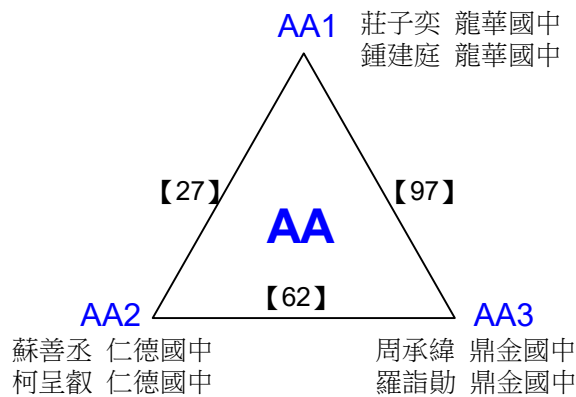 AA1 莊子奕 龍華國中
鍾建庭 龍華國中
【27】 【97】
AA
【62】
AA2 AA3
蘇善丞 仁德國中 周承緯 鼎金國中
柯呈叡 仁德國中 羅詣勛 鼎金國中